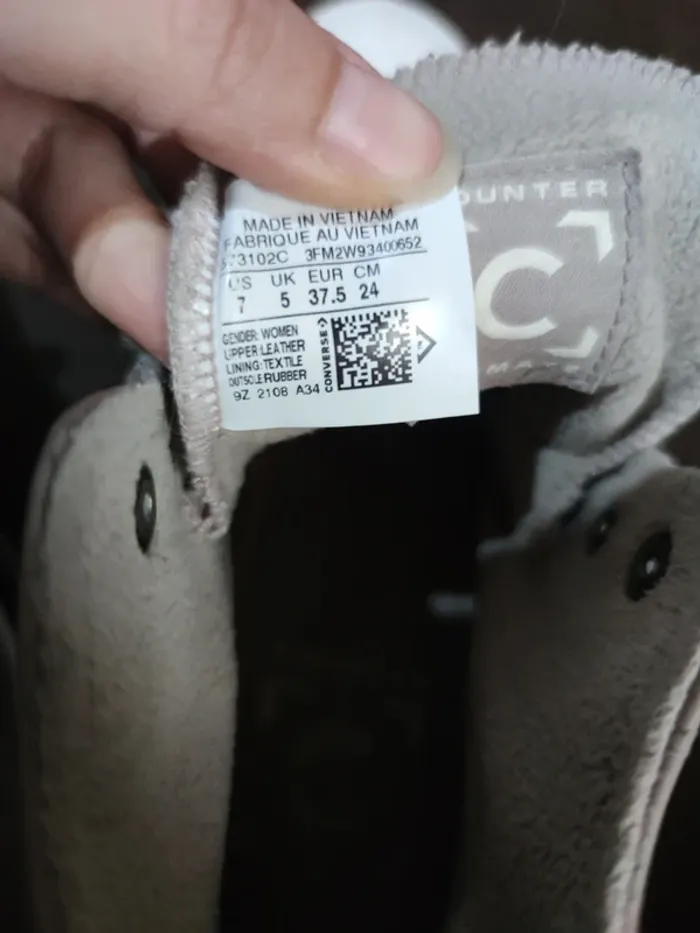 MADE IN VIETNAM
FABRIQUE AU VIETNAM
73102C 3FM2W93400652
US UK EUR CM
7 5 37.5 24
GENDER: WOMEN
UPPER: LEATHER
LINING: TEXTILE
OUTSOLE: RUBBER
9Z 2108 A34
CONVERSE
OUNTER
C